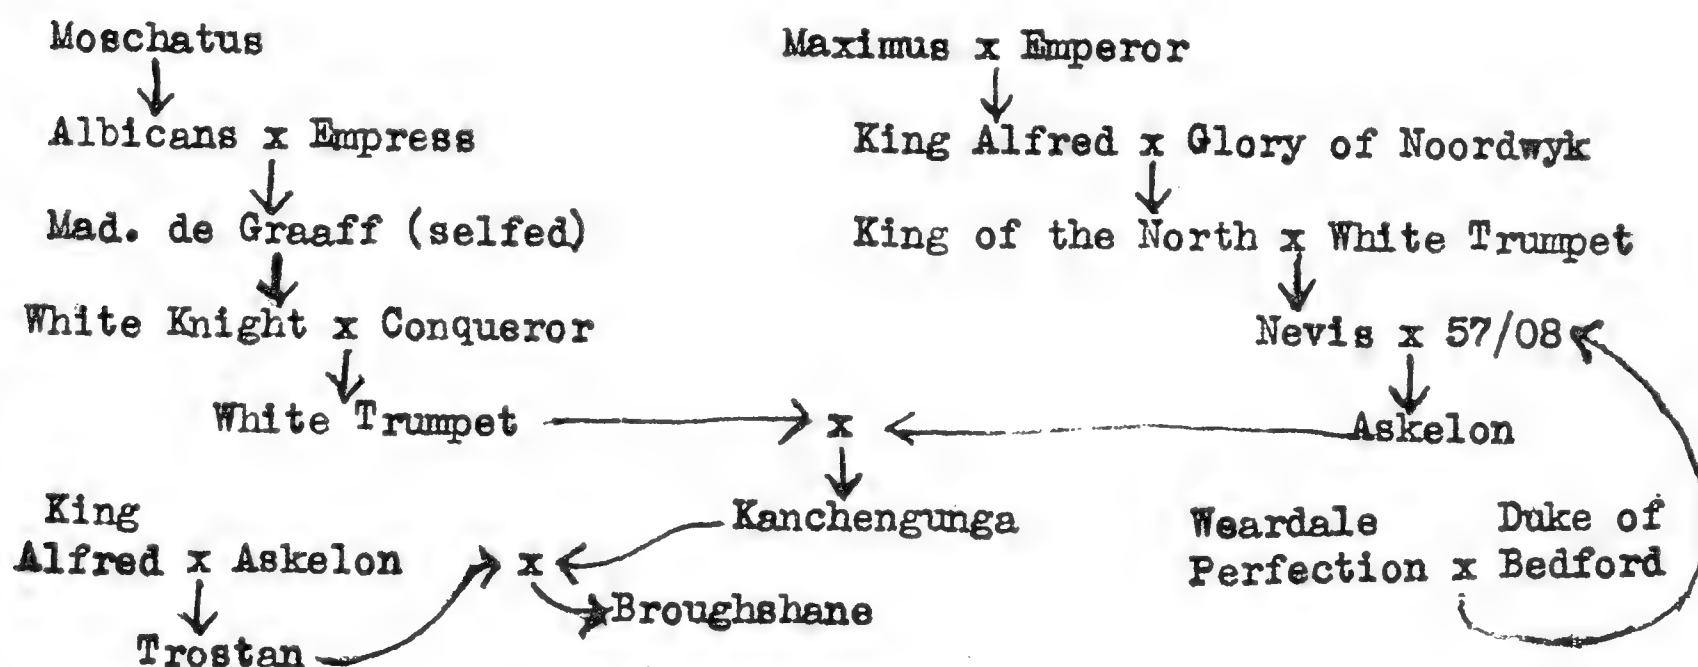 Moschatus
Maximus x Emperor
Albicans x Empress
King Alfred x Glory of Noordwyk
Mad. de Graaff (selfed)
King of the North x White Trumpet
White Knight x Conqueror
Nevis x 57/08
White Trumpet
x
Askelon
King
Alfred x Askelon
Trostan
x
Kanchengunga
Broughshane
Weardale
Perfection x
Duke of
Bedford